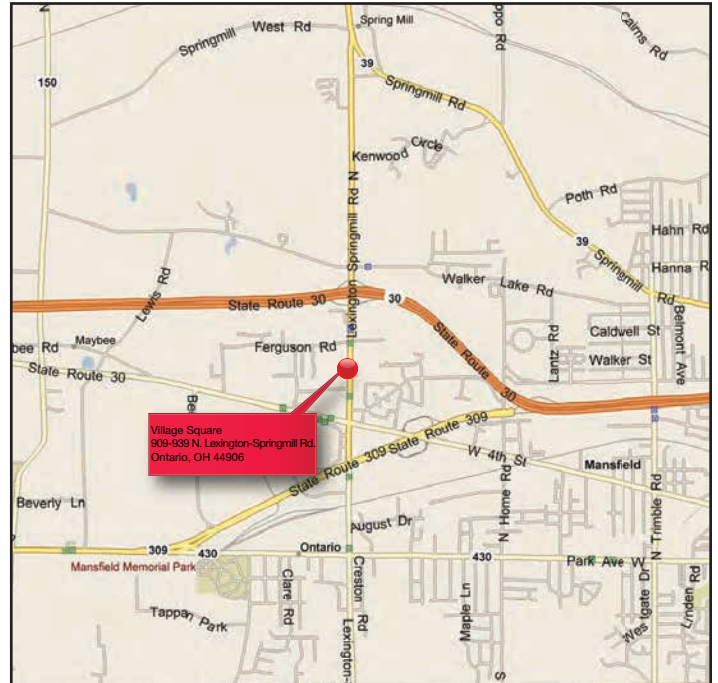 N
West Rd
Springmill
Spring Mill
39
Springmill Rd
Cairns Rd
150
Kenwood Circle
Lexington Springmill Rd N
Poth Rd
Hahn Rd
39
Springmill Rd
Hanna R
Walker Lake Rd
Lewis Rd
State Route 30
30
State Route 30
Belmont Ave
Caldwell St
Lantz Rd
Walker St
bee Rd
Maybee
Ferguson Rd
State Route 30
Be
Village Square
909-939 N. Lexington-Springmill Rd.
Ontario, OH 44906
State Route 309
State Route 309
W 4th St
Mansfield
Beverly Ln
August Dr
N Home Rd
N Trimble Rd
309
430
Ontario
430
Park Ave W
Mansfield Memorial Park
Tappan Park
Clare Rd
Creston Rd
Lexington-
Maple Ln
S
Westgate Dr
Linden Rd